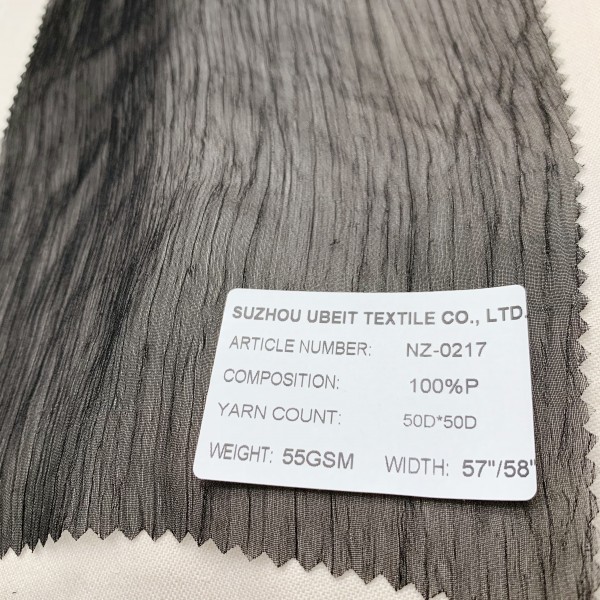 SUZHOU UBEIT TEXTILE CO., LTD.
ARTICLE NUMBER: NZ-0217
COMPOSITION: 100%P
YARN COUNT: 50D*50D
WEIGHT: 55GSM WIDTH: 57"/58"